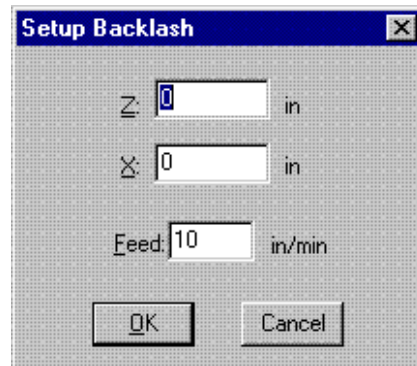 Setup Backlash
Z: 0 in
X: 0 in
Feed: 10 in/min
OK Cancel